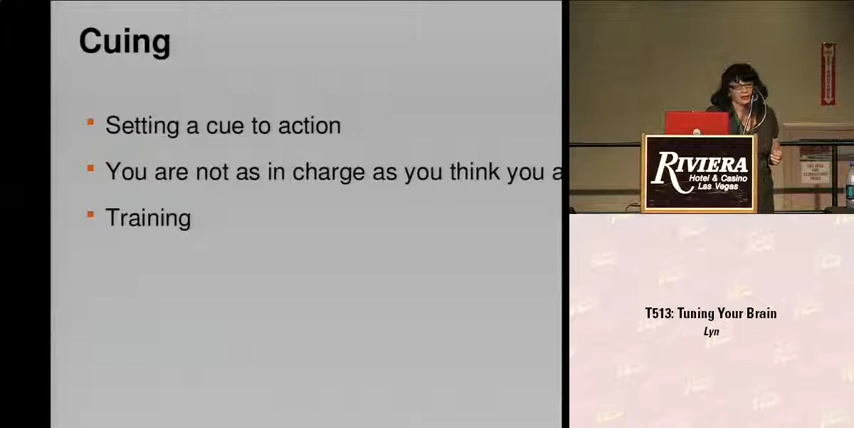 Cuing
Setting a cue to action
You are not as in charge as you think you a
Training
RIVIERA
Hotel & Casino
Las Vegas
T513: Tuning Your Brain
Lyn